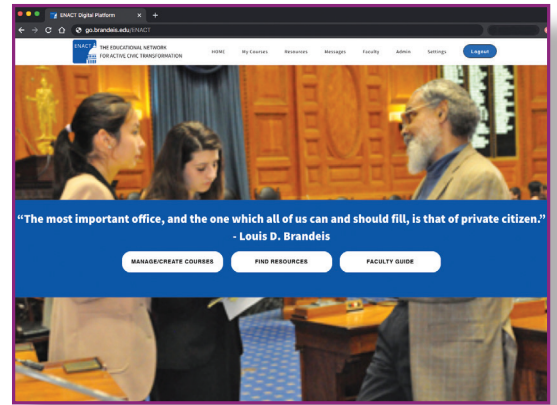 ENACT Digital Platform
go.brandeis.edu/ENACT
ENACT
THE EDUCATIONAL NETWORK
FOR ACTIVE CIVIC TRANSFORMATION
HOME My Courses Resources Messages Faculty Admin Settings Logout
“The most important office, and the one which all of us can and should fill, is that of private citizen.”
- Louis D. Brandeis
MANAGE/CREATE COURSES FIND RESOURCES FACULTY GUIDE